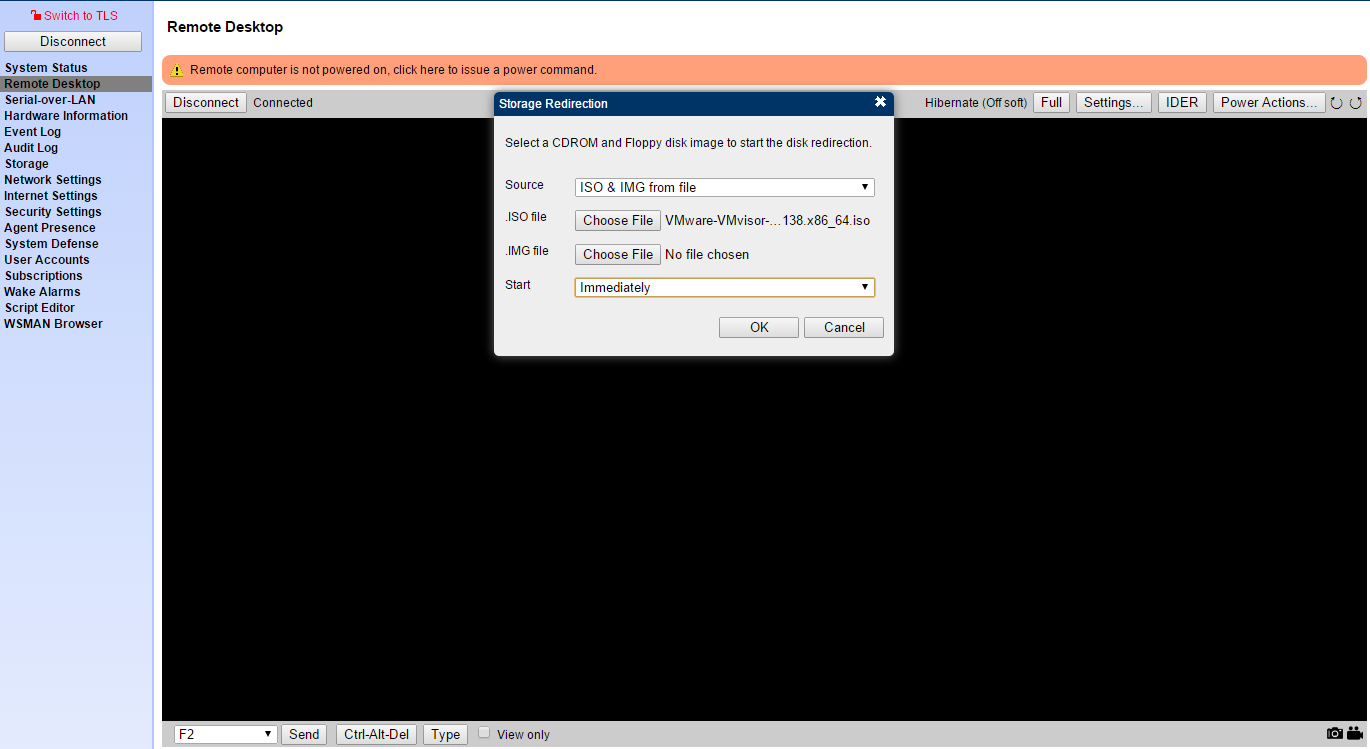 Switch to TLS
Disconnect
System Status
Remote Desktop
Serial-over-LAN
Hardware Information
Event Log
Audit Log
Storage
Network Settings
Internet Settings
Security Settings
Agent Presence
System Defense
User Accounts
Subscriptions
Wake Alarms
Script Editor
WSMAN Browser
Remote Desktop
Remote computer is not powered on, click here to issue a power command.
Disconnect Connected
Hibernate (Off soft) Full Settings... IDER Power Actions...
Storage Redirection
Select a CDROM and Floppy disk image to start the disk redirection.
Source ISO & IMG from file
.ISO file Choose File VMware-VMvisor-...138.x86_64.iso
.IMG file Choose File No file chosen
Start Immediately
OK Cancel
F2 Send Ctrl-Alt-Del Type View only